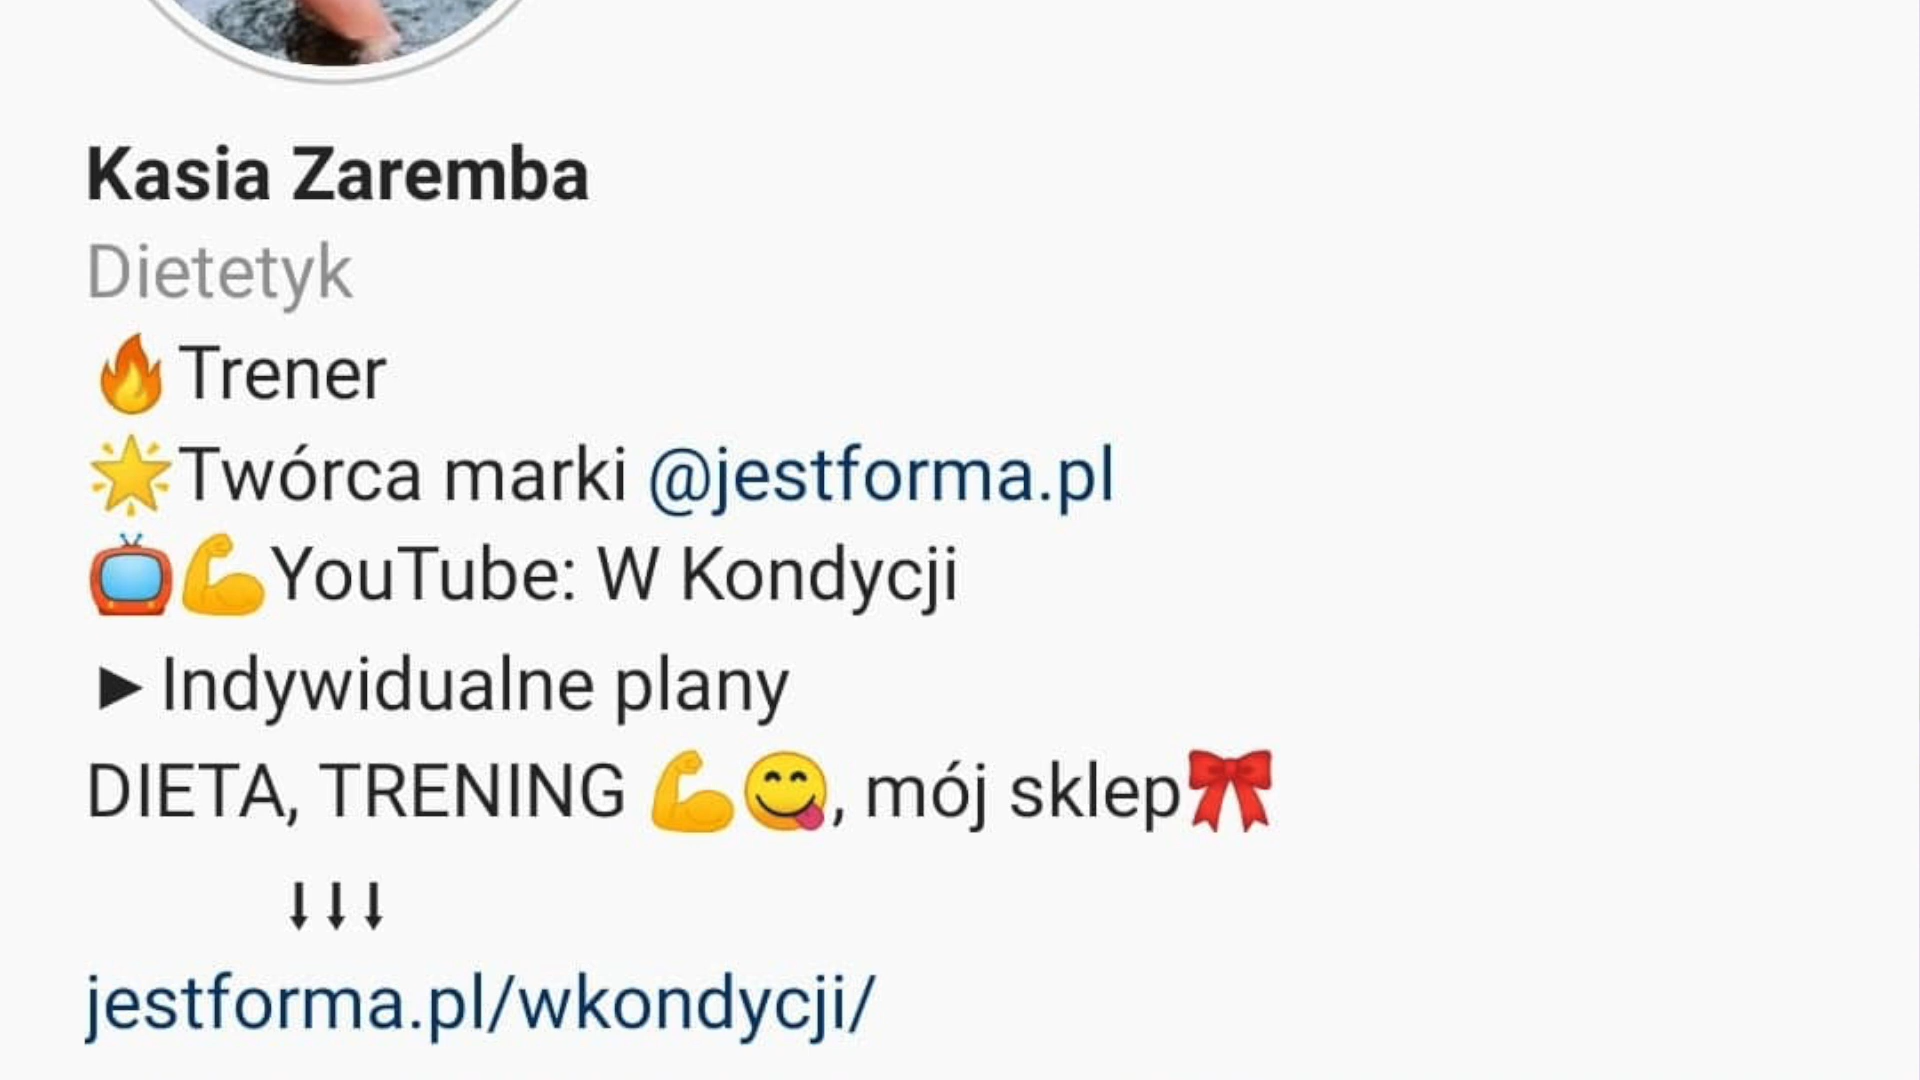 Kasia Zaremba
Dietetyk
🔥Trener
🌟Twórca marki @jestforma.pl
📺💪YouTube: W Kondycji
►Indywidualne plany
DIETA, TRENING 💪😋, mój sklep🎀
⬇⬇⬇
jestforma.pl/wkondycji/